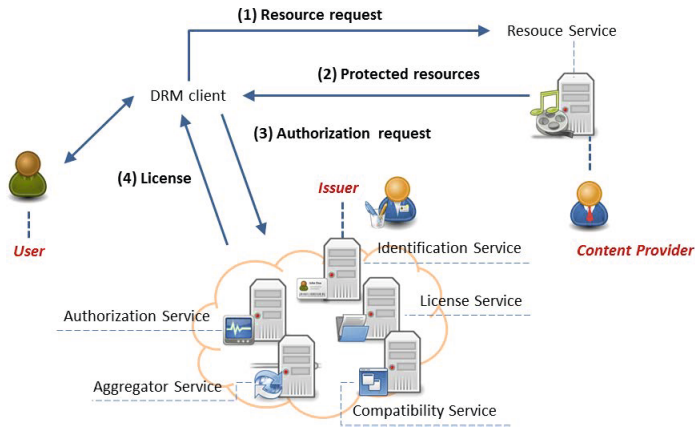 (1) Resource request
Resouce Service
(2) Protected resources
DRM client
(3) Authorization request
(4) License
Issuer
User
Content Provider
Identification Service
License Service
Authorization Service
Aggregator Service
Compatibility Service